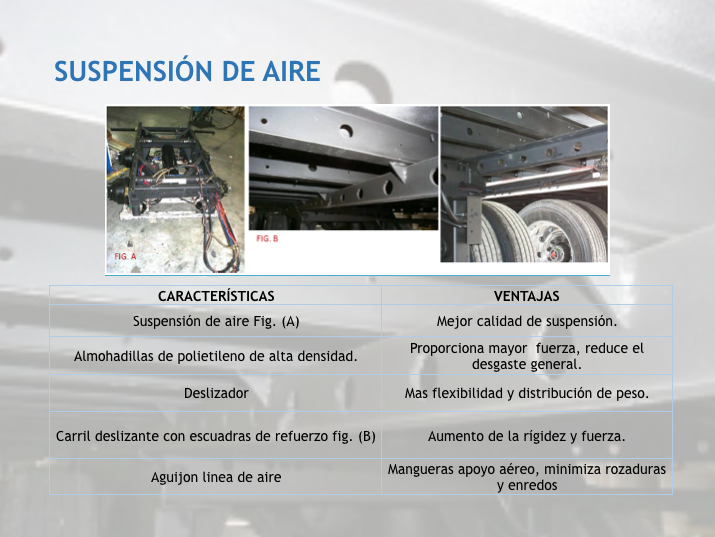 SUSPENSIÓN DE AIRE
FIG. A
FIG. B
CARACTERÍSTICAS
VENTAJAS
Suspensión de aire Fig. (A)
Mejor calidad de suspensión.
Almohadillas de polietileno de alta densidad.
Proporciona mayor fuerza, reduce el
desgaste general.
Deslizador
Mas flexibilidad y distribución de peso.
Carril deslizante con escuadras de refuerzo fig. (B)
Aumento de la rígidez y fuerza.
Aguijon linea de aire
Mangueras apoyo aéreo, minimiza rozaduras
y enredos